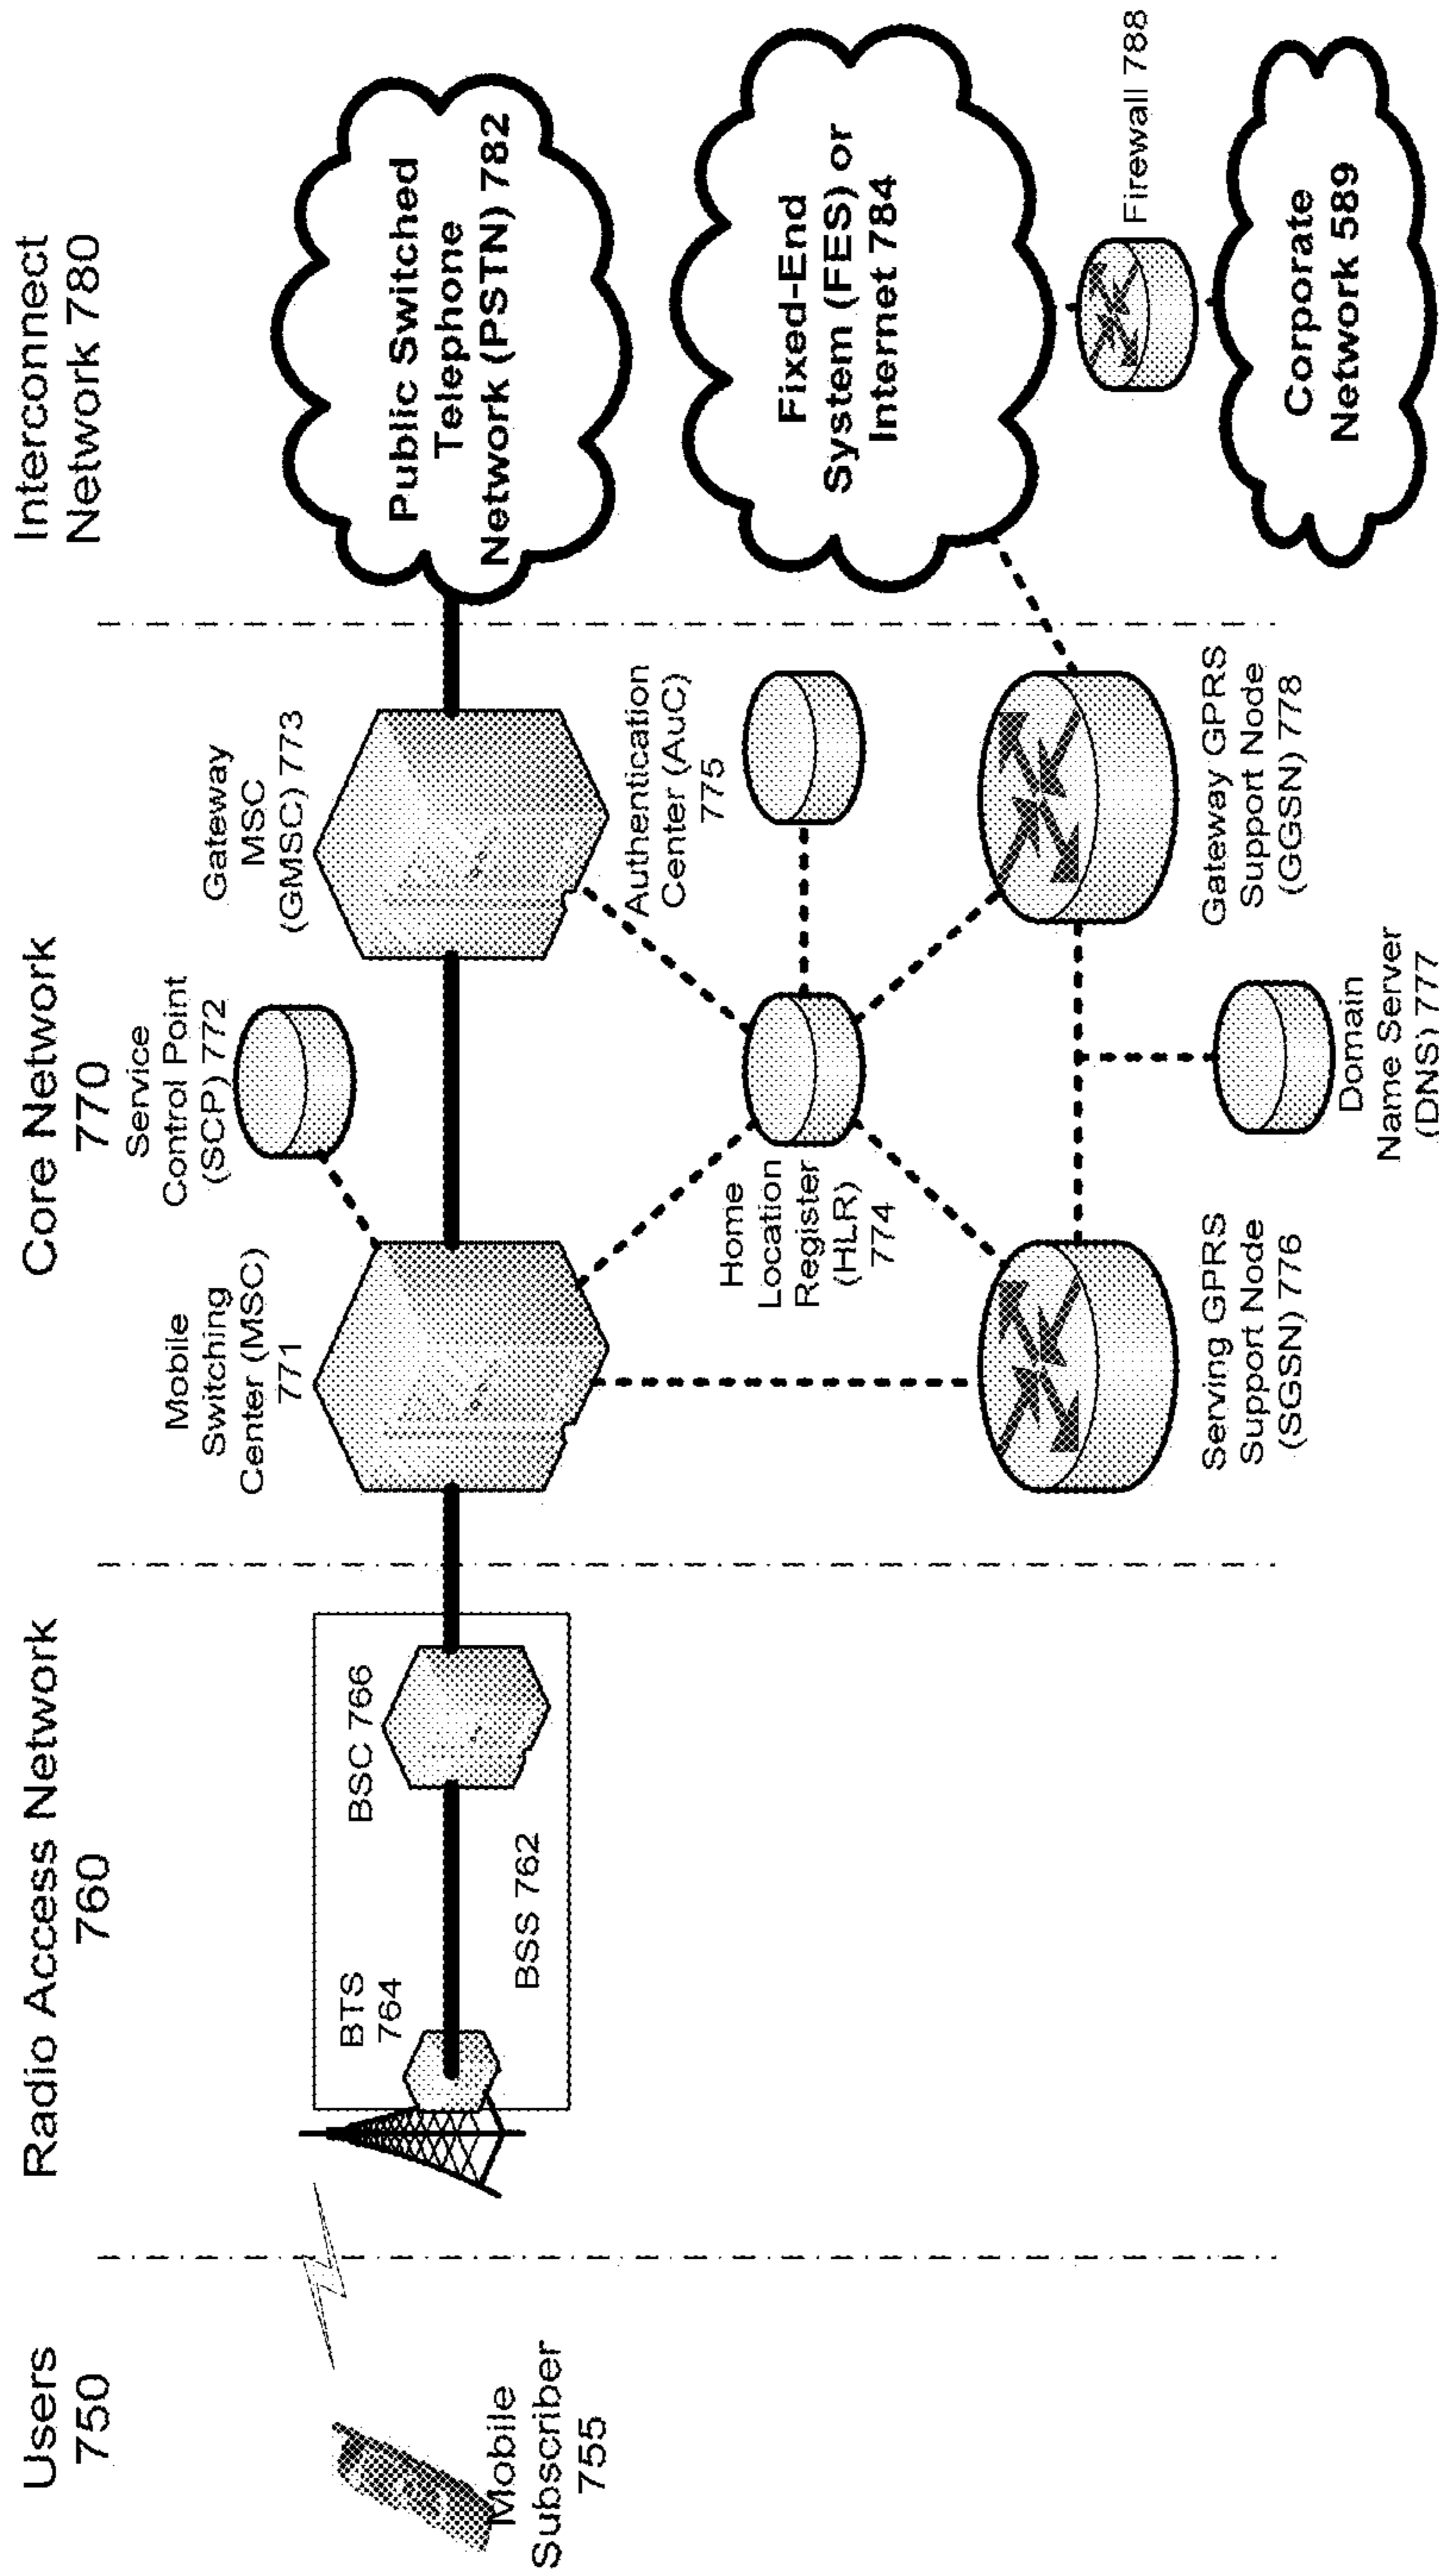 Users
750
Radio Access Network
760
Core Network
770
Interconnect
Network 780
Mobile
Subscriber
755
BTS
764
BSC 766
BSS 762
Mobile
Switching
Center (MSC)
771
Service
Control Point
(SCP) 772
Gateway
MSC
(GMSC) 773
Public Switched
Telephone
Network (PSTN) 782
Home
Location
Register
(HLR)
774
Authentication
Center (AuC)
775
Fixed-End
System (FES) or
Internet 784
Serving GPRS
Support Node
(SGSN) 776
Gateway GPRS
Support Node
(GGSN) 778
Domain
Name Server
(DNS) 777
Firewall 788
Corporate
Network 589